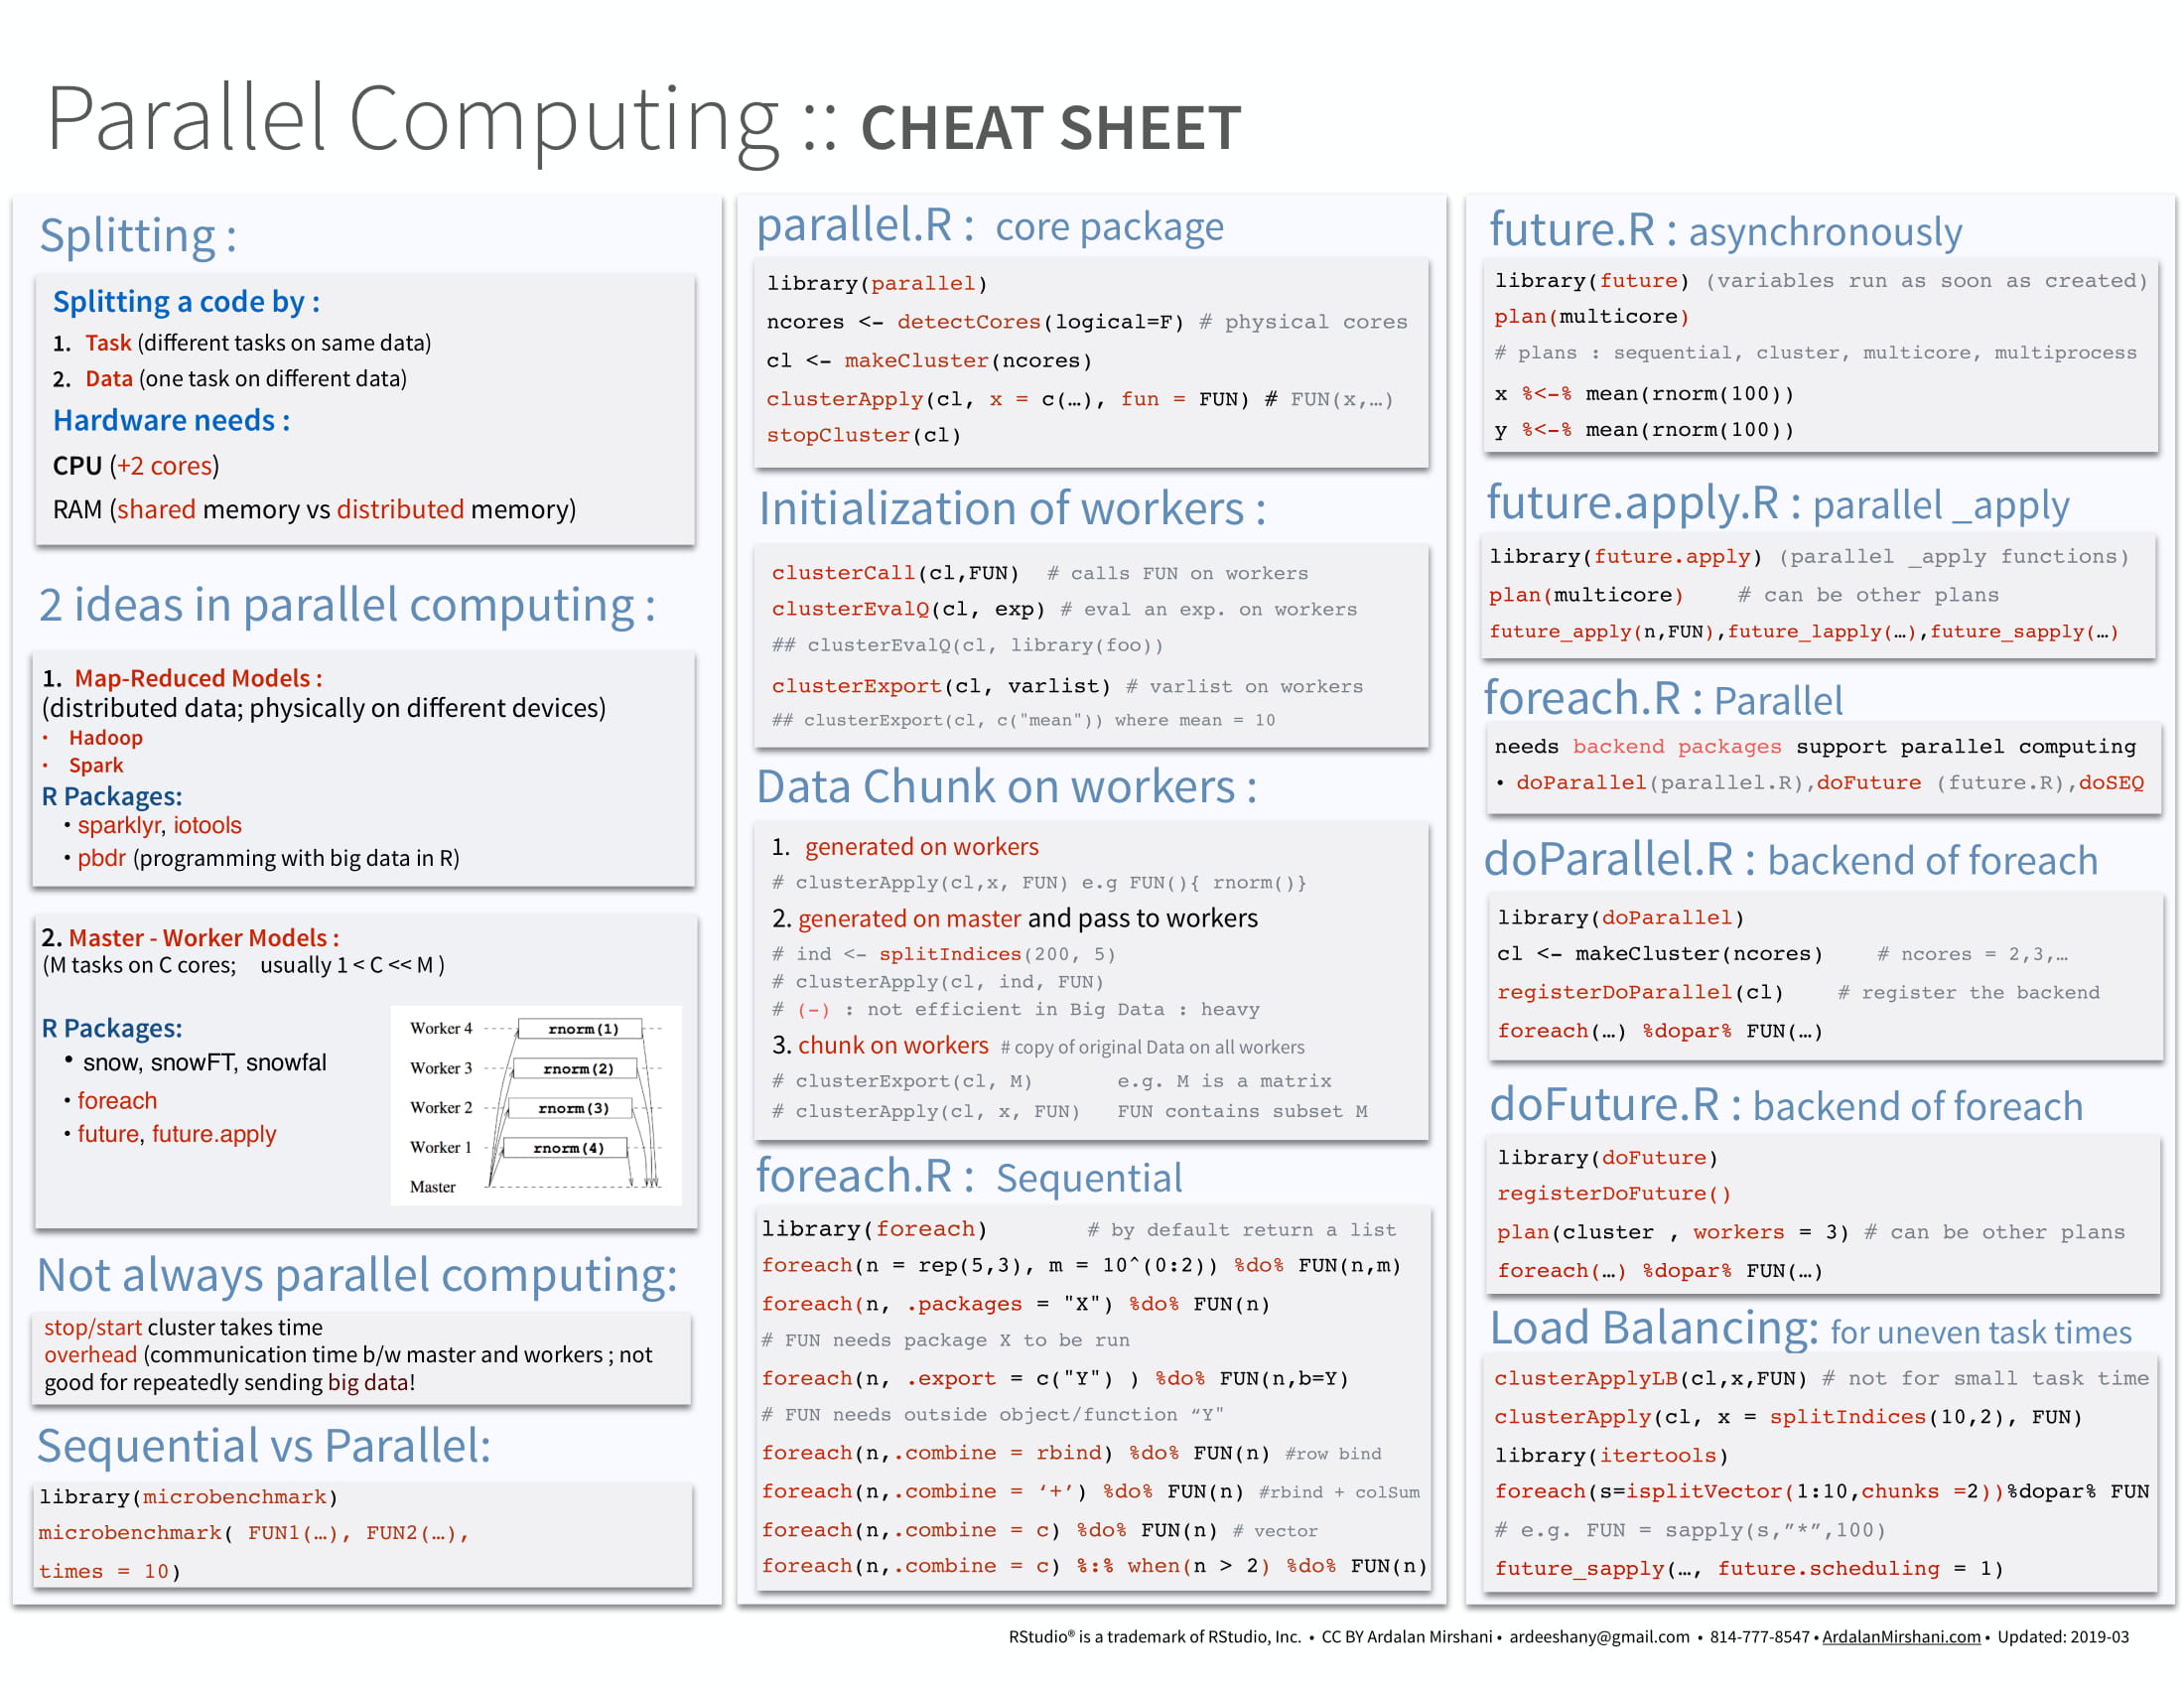 Parallel Computing :: CHEAT SHEET
Splitting :
Splitting a code by :
1. Task (different tasks on same data)
2. Data (one task on different data)
Hardware needs :
CPU (+2 cores)
RAM (shared memory vs distributed memory)
2 ideas in parallel computing :
1. Map-Reduced Models :
(distributed data; physically on different devices)
• Hadoop
• Spark
R Packages:
• sparklyr, iotools
• pbdr (programming with big data in R)
2. Master - Worker Models :
(M tasks on C cores; usually 1 < C << M )
R Packages:
• snow, snowFT, snowfal
• foreach
• future, future.apply
Worker 4 rnorm(1)
Worker 3 rnorm(2)
Worker 2 rnorm(3)
Worker 1 rnorm(4)
Master
Not always parallel computing:
stop/start cluster takes time
overhead (communication time b/w master and workers ; not
good for repeatedly sending big data!
Sequential vs Parallel:
library(microbenchmark)
microbenchmark( FUN1(…), FUN2(…),
times = 10)
parallel.R : core package
library(parallel)
ncores <- detectCores(logical=F) # physical cores
cl <- makeCluster(ncores)
clusterApply(cl, x = c(…), fun = FUN) # FUN(x,…)
stopCluster(cl)
Initialization of workers :
clusterCall(cl,FUN) # calls FUN on workers
clusterEvalQ(cl, exp) # eval an exp. on workers
## clusterEvalQ(cl, library(foo))
clusterExport(cl, varlist) # varlist on workers
## clusterExport(cl, c("mean")) where mean = 10
Data Chunk on workers :
1. generated on workers
# clusterApply(cl,x, FUN) e.g FUN(){ rnorm()}
2. generated on master and pass to workers
# ind <- splitIndices(200, 5)
# clusterApply(cl, ind, FUN)
# (-) : not efficient in Big Data : heavy
3. chunk on workers # copy of original Data on all workers
# clusterExport(cl, M) e.g. M is a matrix
# clusterApply(cl, x, FUN) FUN contains subset M
foreach.R : Sequential
library(foreach) # by default return a list
foreach(n = rep(5,3), m = 10^(0:2)) %do% FUN(n,m)
foreach(n, .packages = "X") %do% FUN(n)
# FUN needs package X to be run
foreach(n, .export = c("Y") ) %do% FUN(n,b=Y)
# FUN needs outside object/function “Y"
foreach(n,.combine = rbind) %do% FUN(n) #row bind
foreach(n,.combine = ‘+’) %do% FUN(n) #rbind + colSum
foreach(n,.combine = c) %do% FUN(n) # vector
foreach(n,.combine = c) %:% when(n > 2) %do% FUN(n)
future.R : asynchronously
library(future) (variables run as soon as created)
plan(multicore)
# plans : sequential, cluster, multicore, multiprocess
x %<-% mean(rnorm(100))
y %<-% mean(rnorm(100))
future.apply.R : parallel _apply
library(future.apply) (parallel _apply functions)
plan(multicore) # can be other plans
future_apply(n,FUN),future_lapply(…),future_sapply(…)
foreach.R : Parallel
needs backend packages support parallel computing
• doParallel(parallel.R),doFuture (future.R),doSEQ
doParallel.R : backend of foreach
library(doParallel)
cl <- makeCluster(ncores) # ncores = 2,3,…
registerDoParallel(cl) # register the backend
foreach(…) %dopar% FUN(…)
doFuture.R : backend of foreach
library(doFuture)
registerDoFuture()
plan(cluster , workers = 3) # can be other plans
foreach(…) %dopar% FUN(…)
Load Balancing: for uneven task times
clusterApplyLB(cl,x,FUN) # not for small task time
clusterApply(cl, x = splitIndices(10,2), FUN)
library(itertools)
foreach(s=isplitVector(1:10,chunks =2))%dopar% FUN
# e.g. FUN = sapply(s,”*”,100)
future_sapply(…, future.scheduling = 1)
RStudio® is a trademark of RStudio, Inc. • CC BY Ardalan Mirshani • ardeeshany@gmail.com • 814-777-8547 • ArdalanMirshani.com • Updated: 2019-03